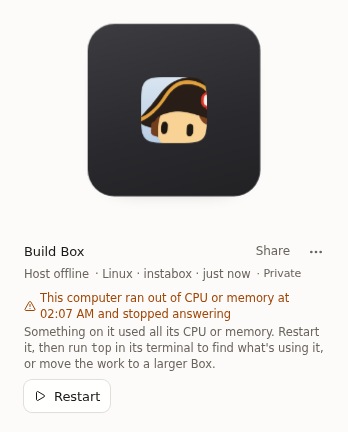 Build Box
Share
Host offline · Linux · instabox · just now · Private
This computer ran out of CPU or memory at
02:07 AM and stopped answering
Something on it used all its CPU or memory. Restart
it, then run top in its terminal to find what's using it,
or move the work to a larger Box.
Restart